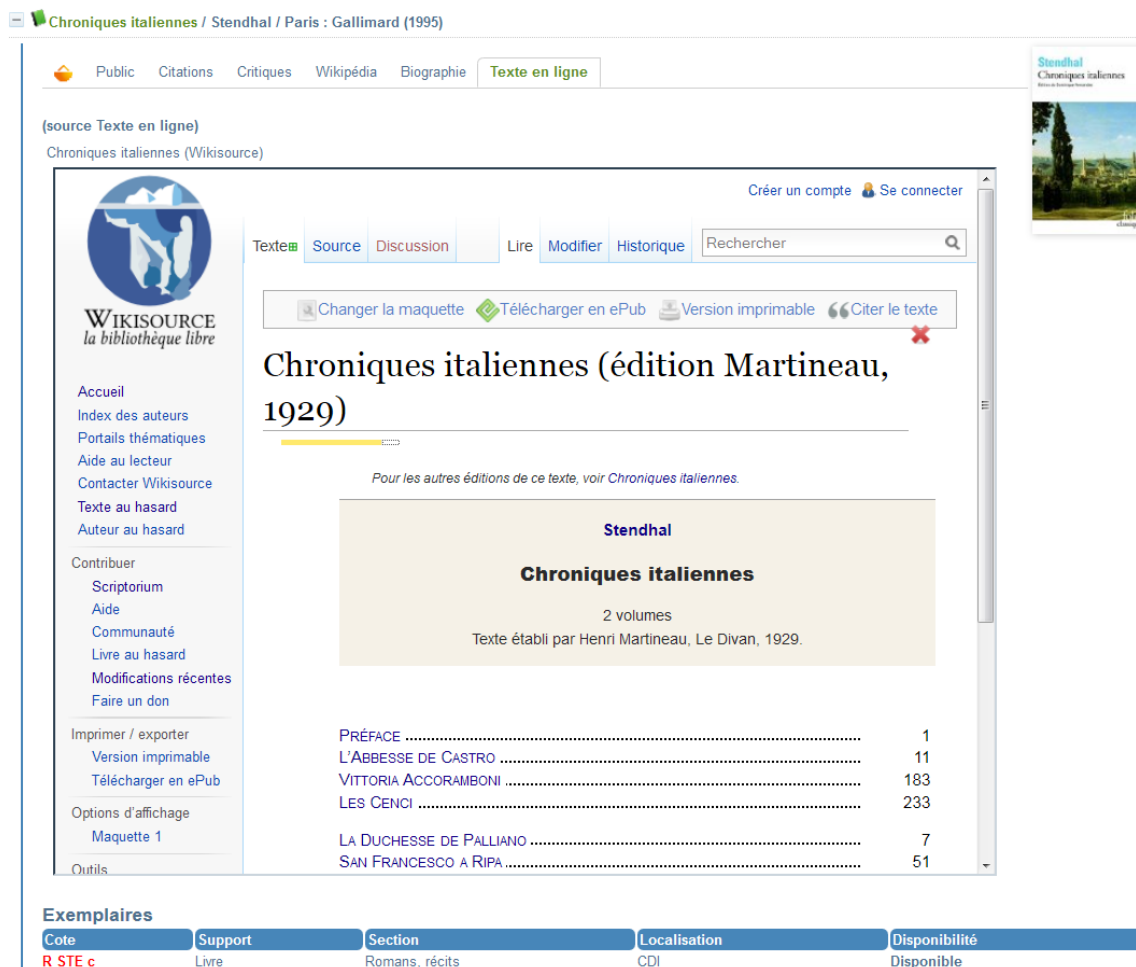 Chroniques italiennes / Stendhal / Paris : Gallimard (1995)
Public Citations Critiques Wikipédia Biographie Texte en ligne
Stendhal
Chroniques italiennes
(source Texte en ligne)
Chroniques italiennes (Wikisource)
Créer un compte Se connecter
Texte Source Discussion Lire Modifier Historique Rechercher
Changer la maquette Télécharger en ePub Version imprimable Citer le texte
WIKISOURCE
la bibliothèque libre
Chroniques italiennes (édition Martineau,
1929)
Accueil
Index des auteurs
Portails thématiques
Aide au lecteur
Contacter Wikisource
Texte au hasard
Auteur au hasard
Contribuer
Scriptorium
Aide
Communauté
Livre au hasard
Modifications récentes
Faire un don
Imprimer / exporter
Version imprimable
Télécharger en ePub
Options d'affichage
Maquette 1
Outils
Pour les autres éditions de ce texte, voir Chroniques italiennes.
Stendhal
Chroniques italiennes
2 volumes
Texte établi par Henri Martineau, Le Divan, 1929.
PRÉFACE 1
L'ABBESSE DE CASTRO 11
VITTORIA ACCORAMBONI 183
LES CENCI 233
LA DUCHESSE DE PALLIANO 7
SAN FRANCESCO A RIPA 51
Exemplaires
Cote Support Section Localisation Disponibilité
R STE c Livre Romans, récits CDI Disponible